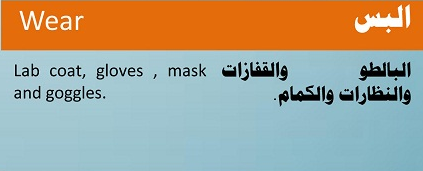 Wear
البس
Lab coat, gloves , mask
and goggles.
البالطو والقفازات
والنظارات والكمام.